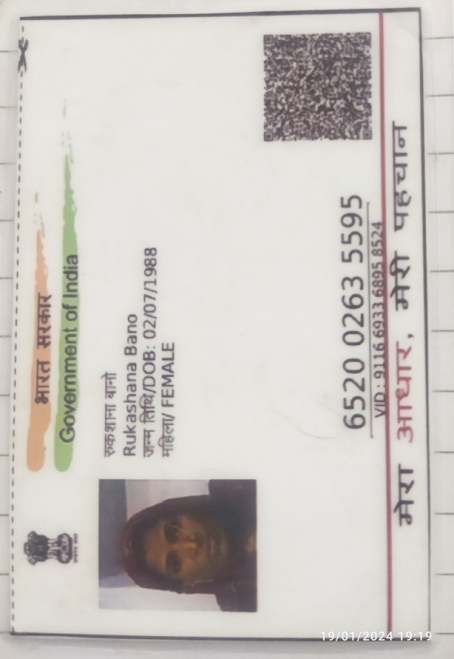 भारत सरकार
Government of India
रुकशाना बानो
Rukashana Bano
जन्म तिथि/DOB: 02/07/1988
महिला/ FEMALE
6520 0263 5595
VID : 9116 6933 6895 8524
मेरा आधार, मेरी पहचान
19/01/2024 19:19